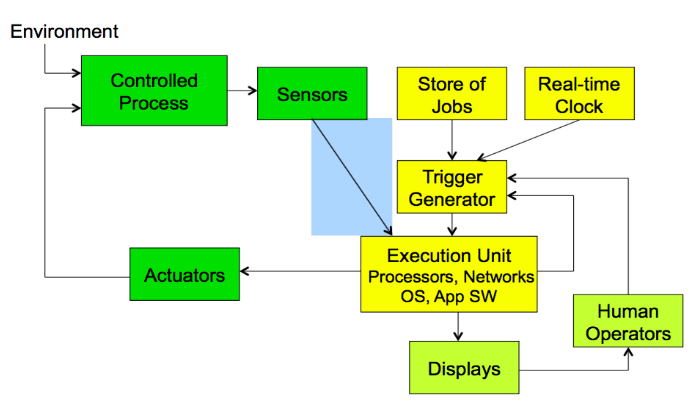 Environment
Controlled
Process
Sensors
Store of
Jobs
Real-time
Clock
Trigger
Generator
Execution Unit
Processors, Networks
OS, App SW
Actuators
Human
Operators
Displays